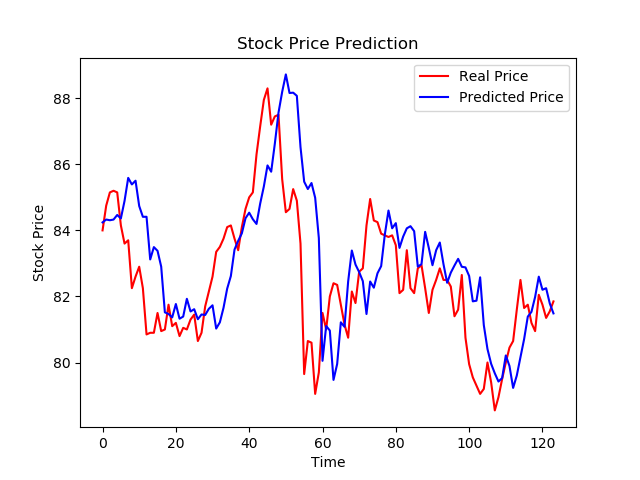 Stock Price Prediction
Real Price
Predicted Price
88
86
84
82
80
Stock Price
0 20 40 60 80 100 120
Time